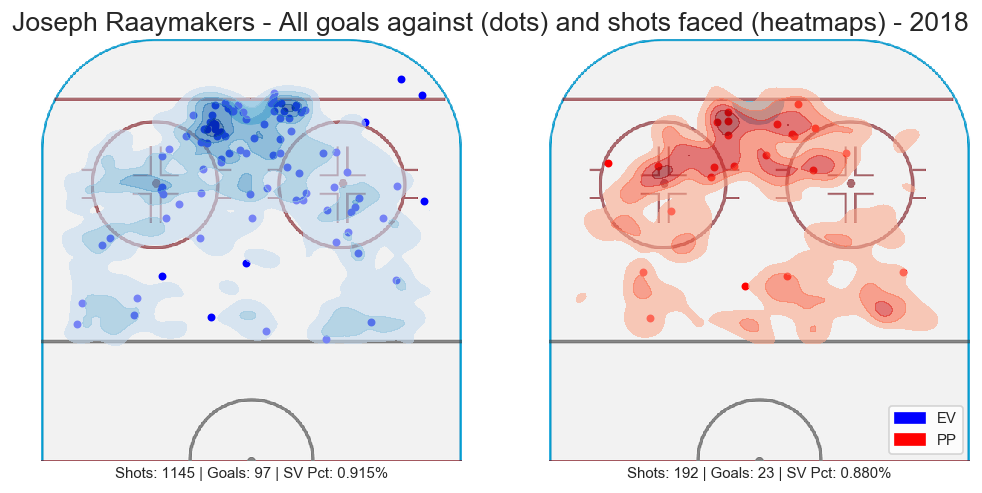 Joseph Raaymakers - All goals against (dots) and shots faced (heatmaps) - 2018
EV
PP
Shots: 1145 | Goals: 97 | SV Pct: 0.915%
Shots: 192 | Goals: 23 | SV Pct: 0.880%